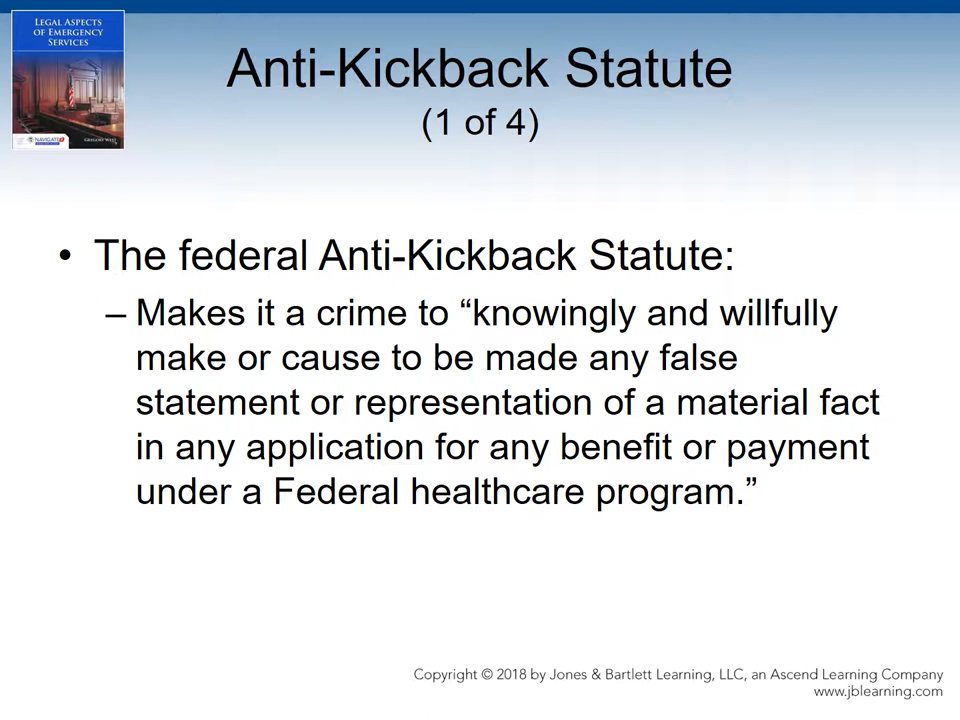 LEGAL ASPECTS
OF EMERGENCY
SERVICES
NAVIGATE
GREGORY WEST
Anti-Kickback Statute
(1 of 4)
• The federal Anti-Kickback Statute:
– Makes it a crime to “knowingly and willfully
make or cause to be made any false
statement or representation of a material fact
in any application for any benefit or payment
under a Federal healthcare program.”
Copyright © 2018 by Jones & Bartlett Learning, LLC, an Ascend Learning Company
www.jblearning.com